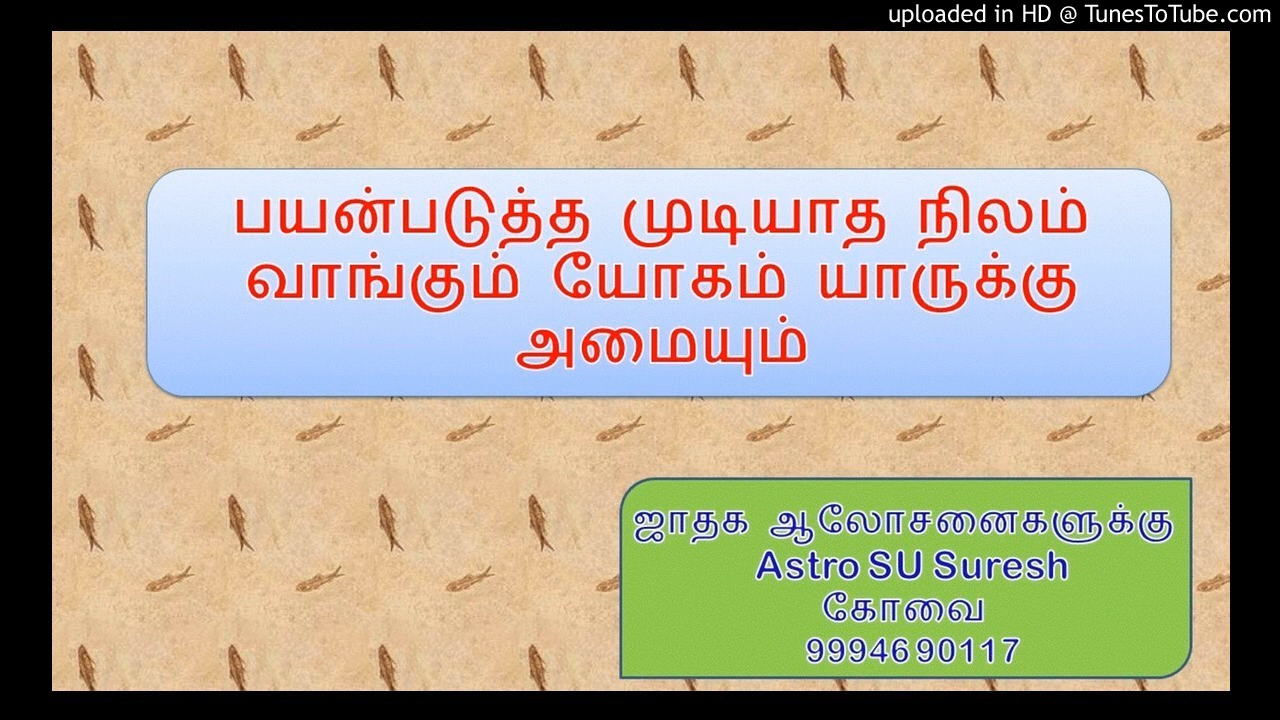 uploaded in HD @ TunesToTube.com
பயன்படுத்த முடியாத நிலம்
வாங்கும் யோகம் யாருக்கு
அமையும்
ஜாதக ஆலோசனைகளுக்கு
Astro SU Suresh
கோவை
9994690117